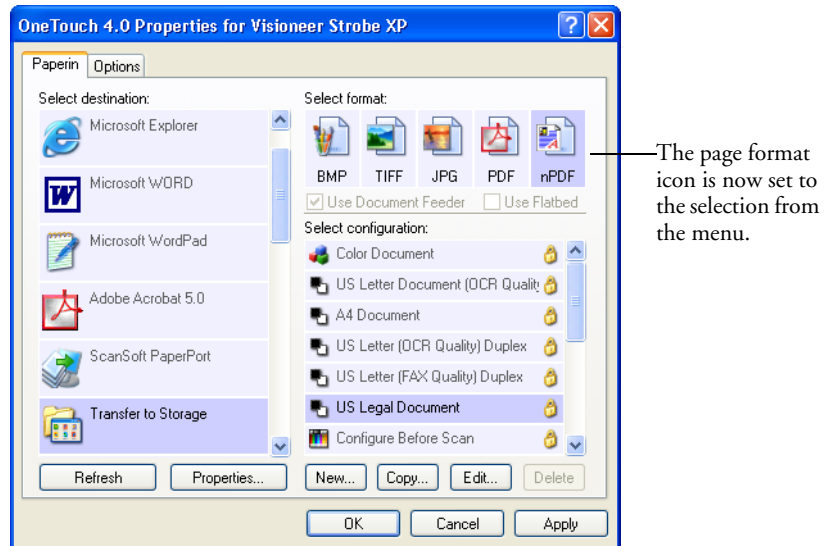 OneTouch 4.0 Properties for Visioneer Strobe XP
Paperin
Options
Select destination:
Microsoft Explorer
Microsoft WORD
Microsoft WordPad
Adobe Acrobat 5.0
ScanSoft PaperPort
Transfer to Storage
Refresh
Properties...
Select format:
BMP
TIFF
JPG
PDF
nPDF
Use Document Feeder
Use Flatbed
Select configuration:
Color Document
US Letter Document (OCR Quality
A4 Document
US Letter (OCR Quality) Duplex
US Letter (FAX Quality) Duplex
US Legal Document
Configure Before Scan
New...
Copy...
Edit...
Delete
OK
Cancel
Apply
The page format
icon is now set to
the selection from
the menu.